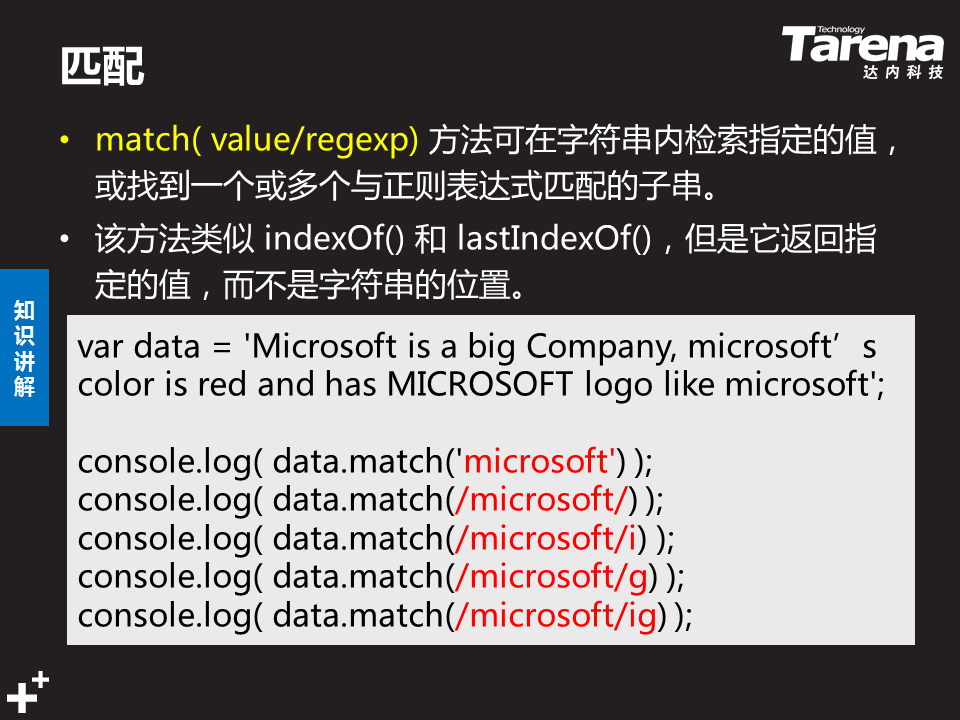 匹配
Technology
Tarena
达内科技
• match( value/regexp) 方法可在字符串内检索指定的值，
或找到一个或多个与正则表达式匹配的子串。
• 该方法类似 indexOf() 和 lastIndexOf()，但是它返回指
定的值，而不是字符串的位置。
知
识
讲
解
var data = 'Microsoft is a big Company, microsoft’s
color is red and has MICROSOFT logo like microsoft';
console.log( data.match('microsoft') );
console.log( data.match(/microsoft/) );
console.log( data.match(/microsoft/i) );
console.log( data.match(/microsoft/g) );
console.log( data.match(/microsoft/ig) );